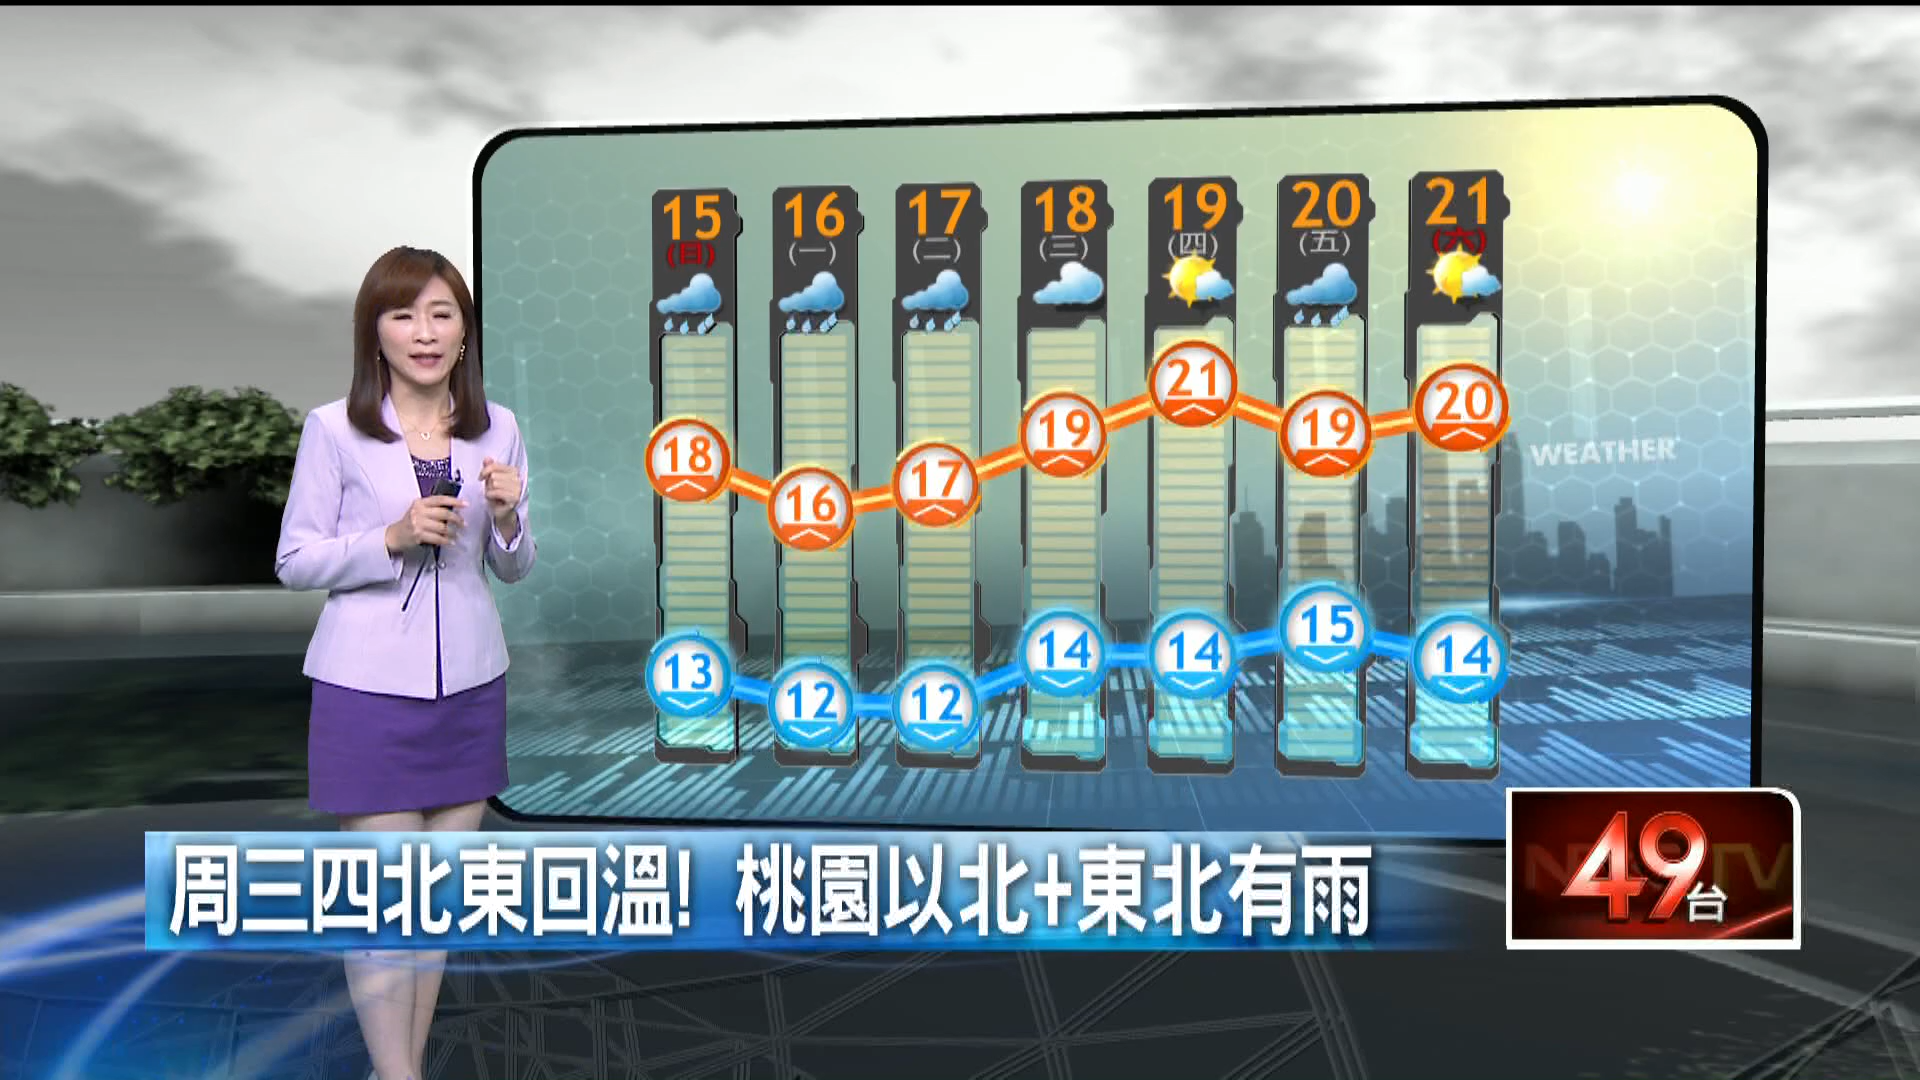 15 16 17 18 19 20 21
(日) (一) (二) (三) (四) (五) (六)
18 16 17 19 21 19 20
WEATHER
13 12 12 14 14 15 14
周三四北東回溫! 桃園以北+東北有雨
49台